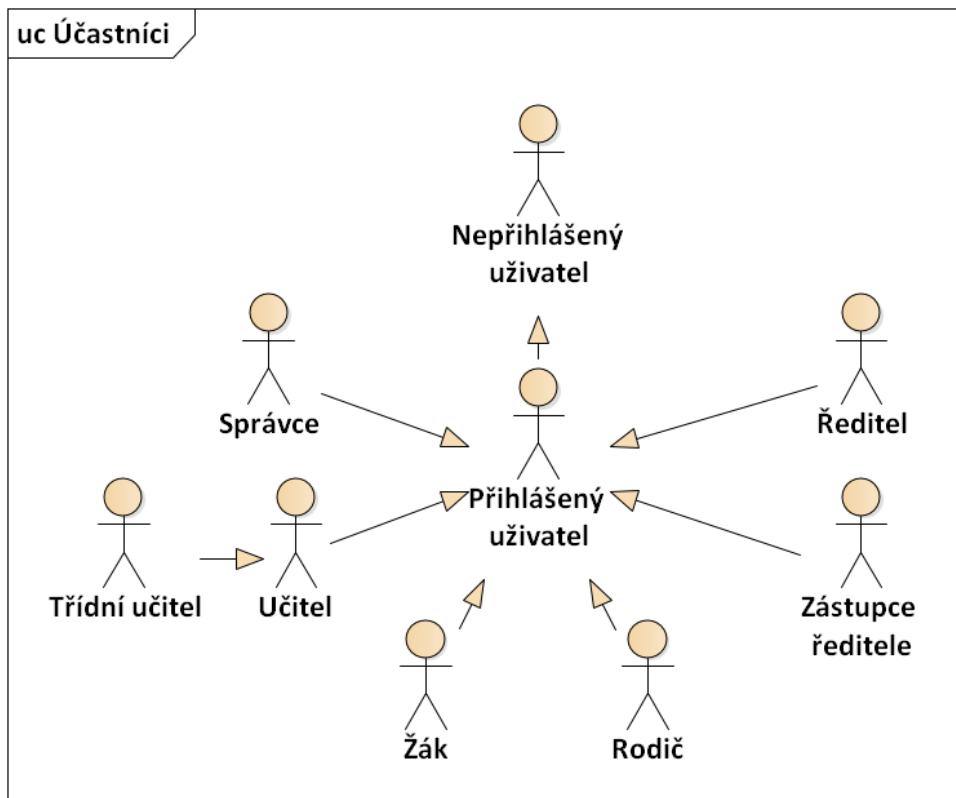 uc Účastníci
Nepřihlášený
uživatel
Správce
Ředitel
Přihlášený
uživatel
Třídní učitel
Učitel
Zástupce
ředitele
Žák
Rodič